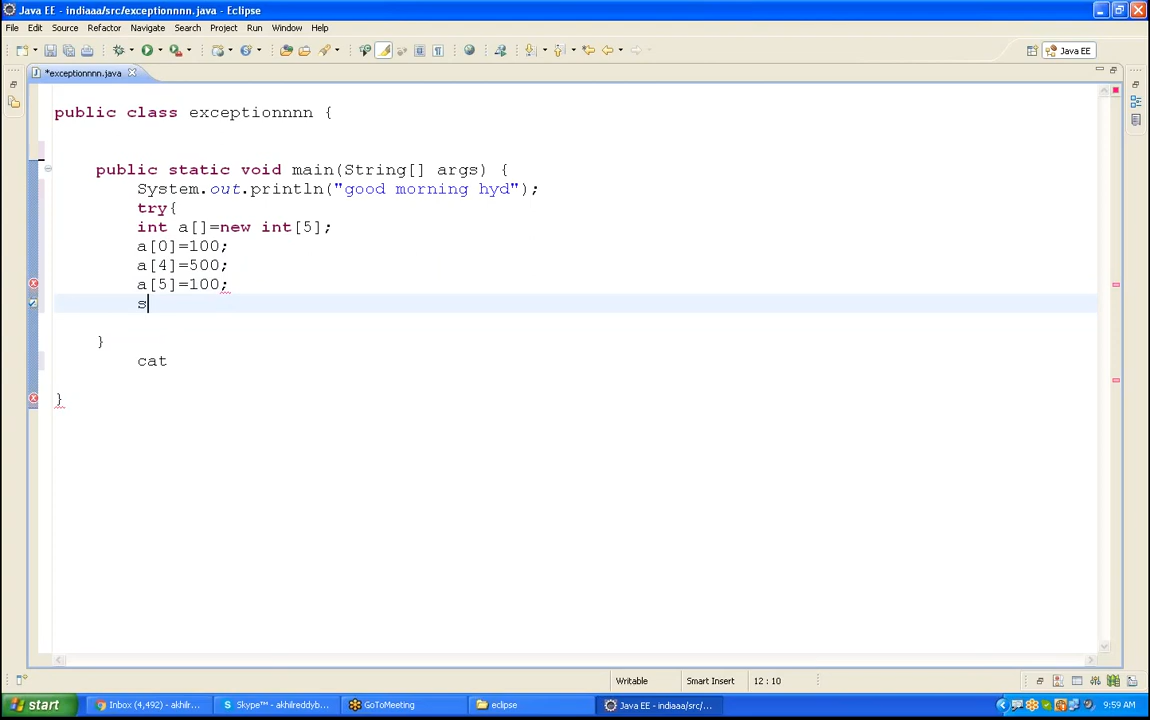 Java EE - indiaaa/src/exceptionnnn.java - Eclipse
File Edit Source Refactor Navigate Search Project Run Window Help
Java EE
*exceptionnnn.java
public class exceptionnnn {
public static void main(String[] args) {
System.out.println("good morning hyd");
try{
int a[]=new int[5];
a[0]=100;
a[4]=500;
a[5]=100;
s
}
cat
}
Writable Smart Insert 12 : 10
start Inbox (4,492) - akhilr... Skype™ - akhilreddyb... GoToMeeting eclipse Java EE - indiaaa/src/... 9:59 AM